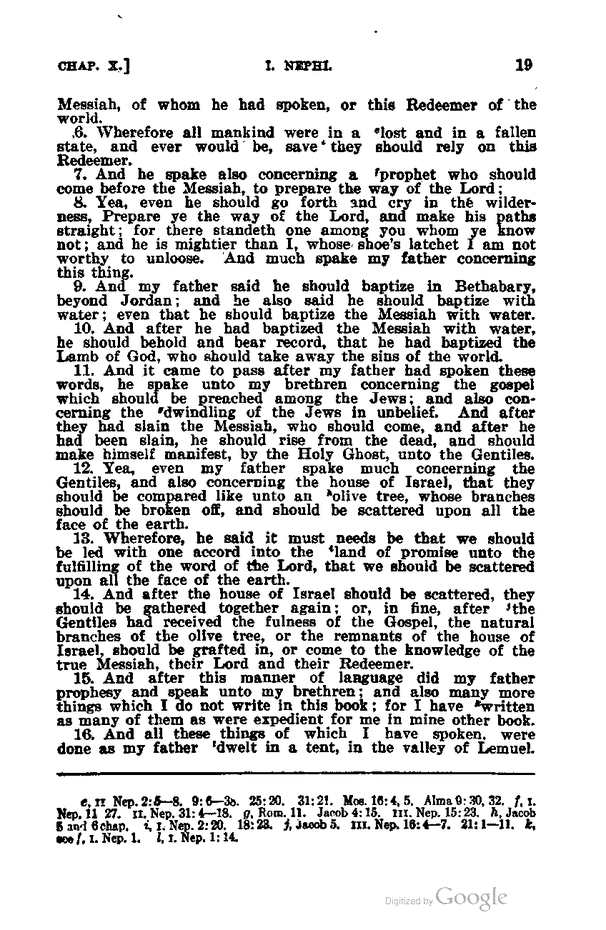 CHAP. X.] I. NEPHI. 19
Messiah, of whom he had spoken, or this Redeemer of the
world.
6. Wherefore all mankind were in a ᵉlost and in a fallen
state, and ever would be, save they should rely on this
Redeemer.
7. And he spake also concerning a ᶠprophet who should
come before the Messiah, to prepare the way of the Lord;
8. Yea, even he should go forth and cry in the wilder-
ness, Prepare ye the way of the Lord, and make his paths
straight; for there standeth one among you whom ye know
not; and he is mightier than I, whose shoe's latchet I am not
worthy to unloose. And much spake my father concerning
this thing.
9. And my father said he should baptize in Bethabary,
beyond Jordan; and he also said he should baptize with
water; even that he should baptize the Messiah with water.
10. And after he had baptized the Messiah with water,
he should behold and bear record, that he had baptized the
Lamb of God, who should take away the sins of the world.
11. And it came to pass after my father had spoken these
words, he spake unto my brethren concerning the gospel
which should be preached among the Jews; and also con-
cerning the ᵍdwindling of the Jews in unbelief. And after
they had slain the Messiah, who should come, and after he
had been slain, he should rise from the dead, and should
make himself manifest, by the Holy Ghost, unto the Gentiles.
12. Yea, even my father spake much concerning the
Gentiles, and also concerning the house of Israel, that they
should be compared like unto an ʰolive tree, whose branches
should be broken off, and should be scattered upon all the
face of the earth.
13. Wherefore, he said it must needs be that we should
be led with one accord into the ⁱland of promise unto the
fulfilling of the word of the Lord, that we should be scattered
upon all the face of the earth.
14. And after the house of Israel should be scattered, they
should be gathered together again; or, in fine, after ʲthe
Gentiles had received the fulness of the Gospel, the natural
branches of the olive tree, or the remnants of the house of
Israel, should be grafted in, or come to the knowledge of the
true Messiah, their Lord and their Redeemer.
15. And after this manner of language did my father
prophesy and speak unto my brethren; and also many more
things which I do not write in this book; for I have ᵏwritten
as many of them as were expedient for me in mine other book.
16. And all these things of which I have spoken, were
done as my father ˡdwelt in a tent, in the valley of Lemuel.
e, II Nep. 2:5—8. 9:6—38. 25:20. 31:21. Mos. 16:4, 5. Alma 9:30, 32. f, I.
Nep. 11 27. II. Nep. 31:4—18. g, Rom. 11. Jacob 4:15. III. Nep. 15:23. h, Jacob
5 and 6 chap. i, I. Nep. 2:20. 18:23. j, Jacob 5. III. Nep. 16:4—7. 21:1—11. k,
see f, I. Nep. 1. l, I. Nep. 1:14.
Digitized by Google